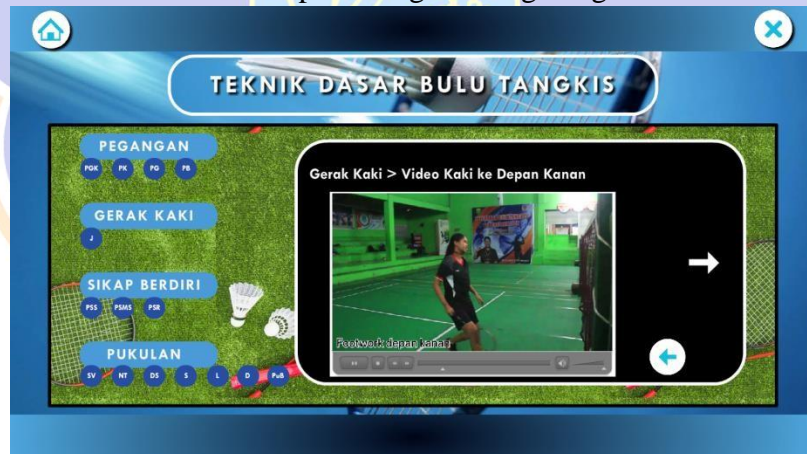 TEKNIK DASAR BULU TANGKIS
PEGANGAN
PGK PK PG PB
GERAK KAKI
J
SIKAP BERDIRI
PSS PSMS PSR
PUKULAN
SV NT DS S L D PuB
Gerak Kaki > Video Kaki ke Depan Kanan
Footwork depan kanan